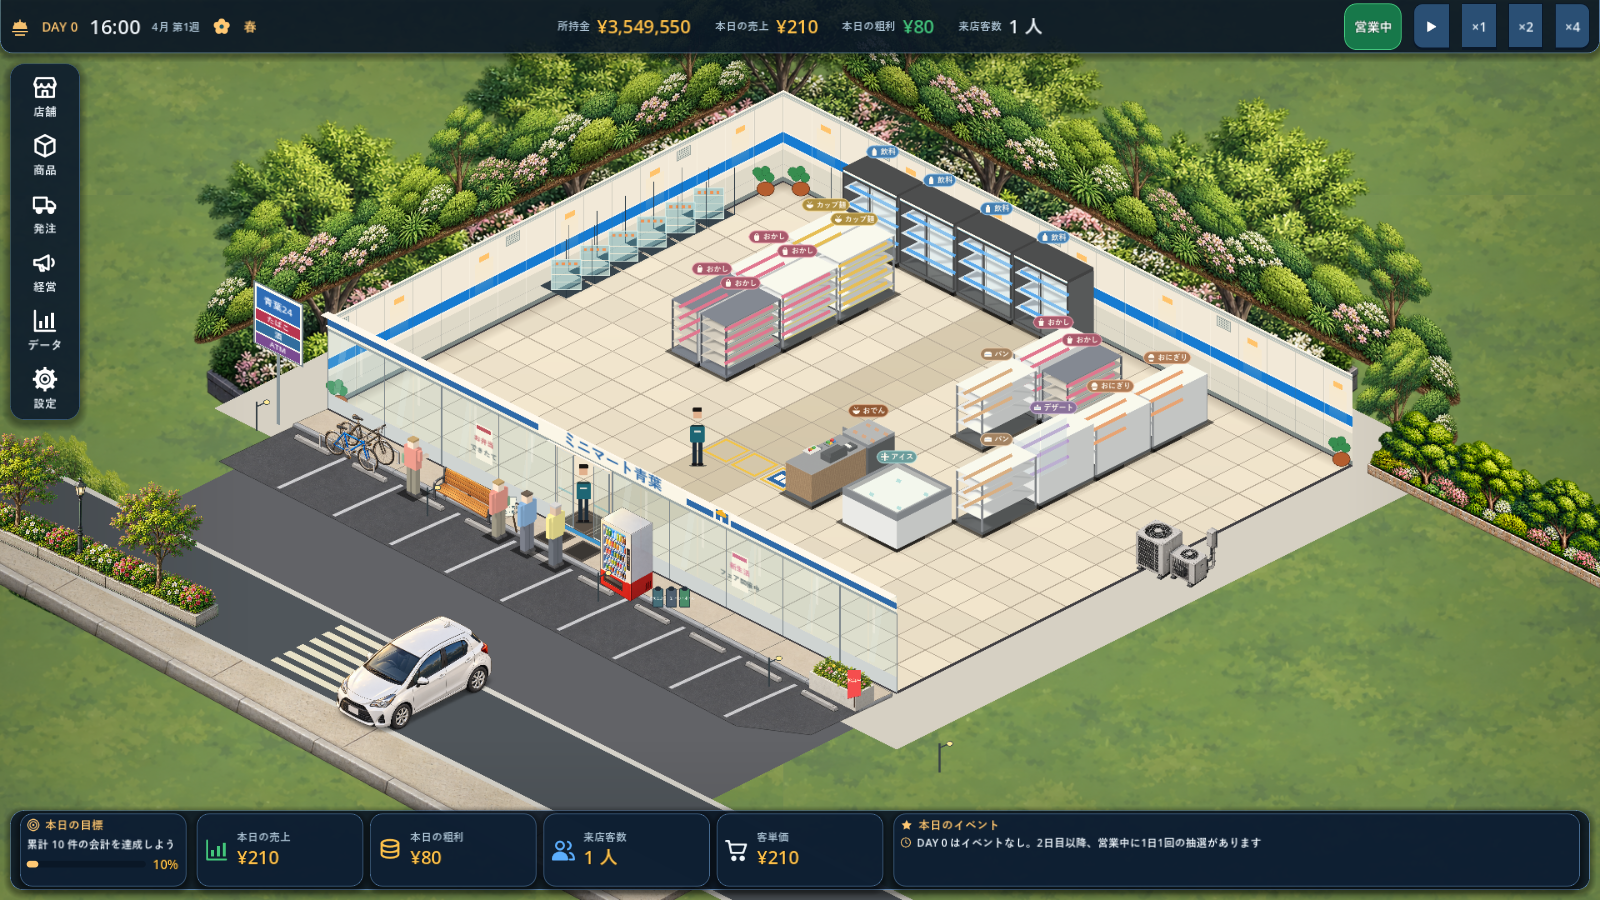 DAY 0 16:00 4月 第1週 春
所持金 ¥3,549,550 本日の売上 ¥210 本日の粗利 ¥80 来店客数 1 人
営業中 ×1 ×2 ×4
店舗
商品
発注
経営
データ
設定
飲料
飲料
飲料
飲料
カップ麺
カップ麺
おかし
おかし
おかし
おかし
おかし
おかし
パン
おにぎり
おにぎり
デザート
パン
おでん
アイス
青葉24
たばこ
酒
ATM
ミニマート青葉
本日の目標
累計 10 件の会計を達成しよう
10%
本日の売上
¥210
本日の粗利
¥80
来店客数
1 人
客単価
¥210
本日のイベント
DAY 0 はイベントなし。2日目以降、営業中に1日1回の抽選があります